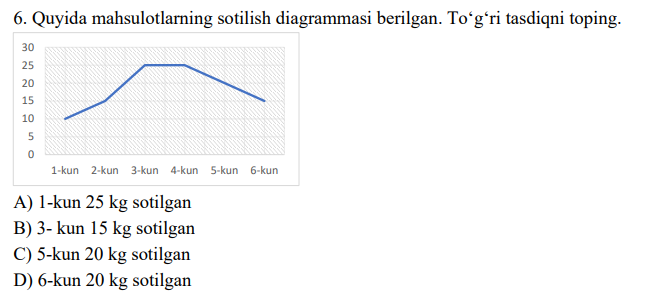 6. Quyida mahsulotlarning sotilish diagrammasi berilgan. To‘g‘ri tasdiqni toping.
30
25
20
15
10
5
0
1-kun 2-kun 3-kun 4-kun 5-kun 6-kun
A) 1-kun 25 kg sotilgan
B) 3- kun 15 kg sotilgan
C) 5-kun 20 kg sotilgan
D) 6-kun 20 kg sotilgan